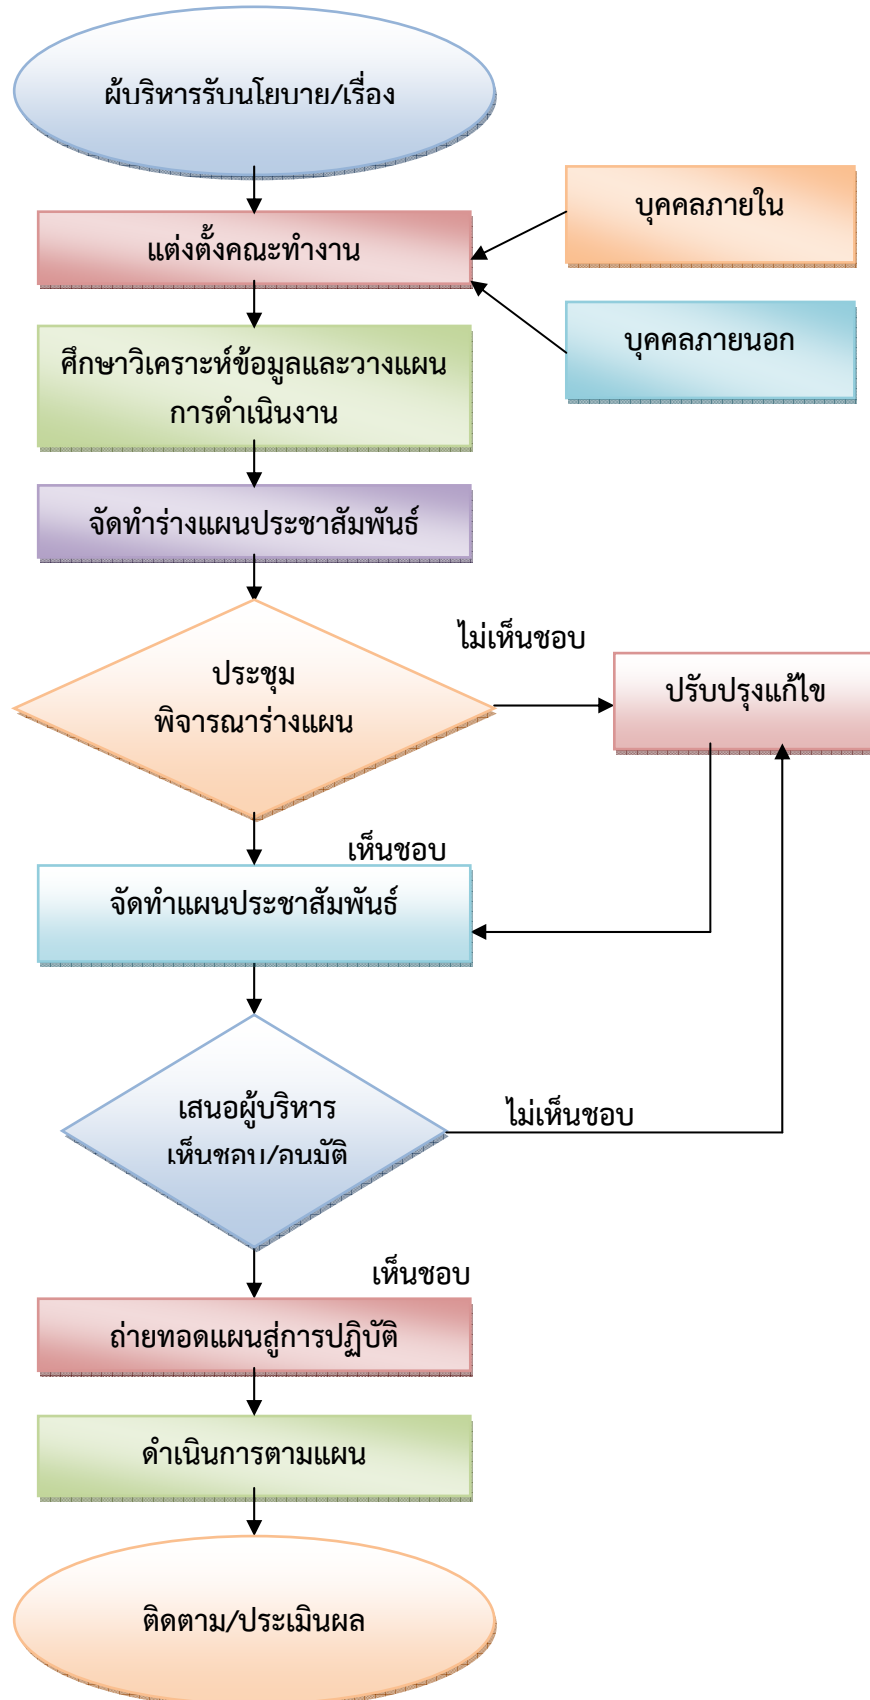 ผู้บริหารรับนโยบาย/เรื่อง
บุคคลภายใน
แต่งตั้งคณะทำงาน
บุคคลภายนอก
ศึกษาวิเคราะห์ข้อมูลและวางแผน
การดำเนินงาน
จัดทำร่างแผนประชาสัมพันธ์
ไม่เห็นชอบ
ประชุม
พิจารณาร่างแผน
ปรับปรุงแก้ไข
เห็นชอบ
จัดทำแผนประชาสัมพันธ์
เสนอผู้บริหาร
เห็นชอบ/อนุมัติ
ไม่เห็นชอบ
เห็นชอบ
ถ่ายทอดแผนสู่การปฏิบัติ
ดำเนินการตามแผน
ติดตาม/ประเมินผล